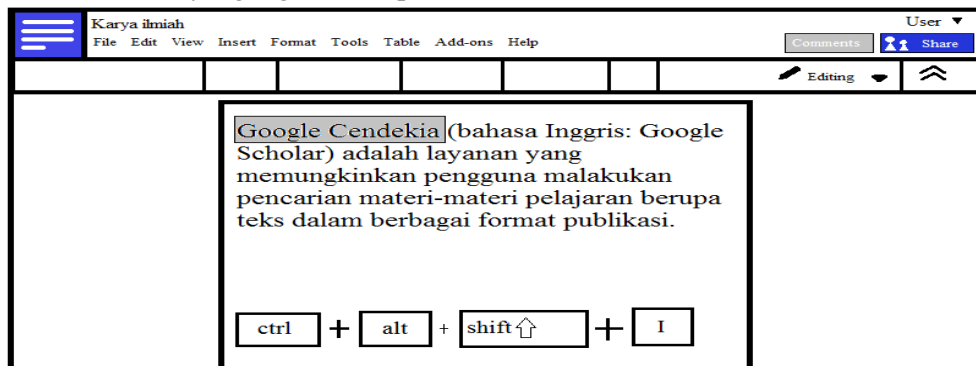 Karya ilmiah
User ▼
File Edit View Insert Format Tools Table Add-ons Help
Comments
Share
Editing
Google Cendekia (bahasa Inggris: Google
Scholar) adalah layanan yang
memungkinkan pengguna malakukan
pencarian materi-materi pelajaran berupa
teks dalam berbagai format publikasi.
ctrl + alt + shift + I